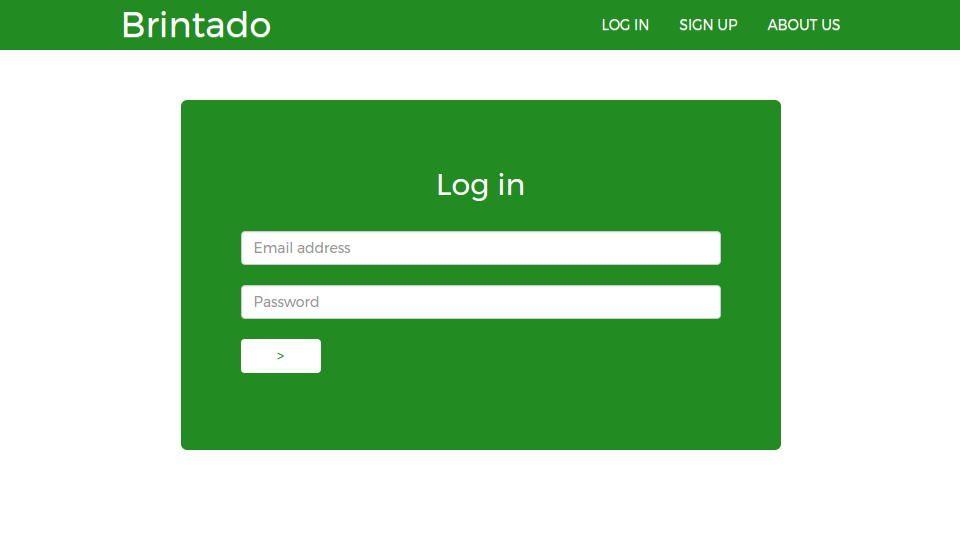 Brintado
LOG IN SIGN UP ABOUT US
Log in
Email address
Password
>